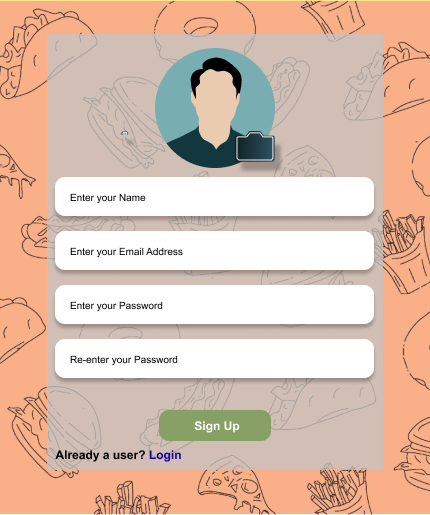 Enter your Name
Enter your Email Address
Enter your Password
Re-enter your Password
Sign Up
Already a user? Login